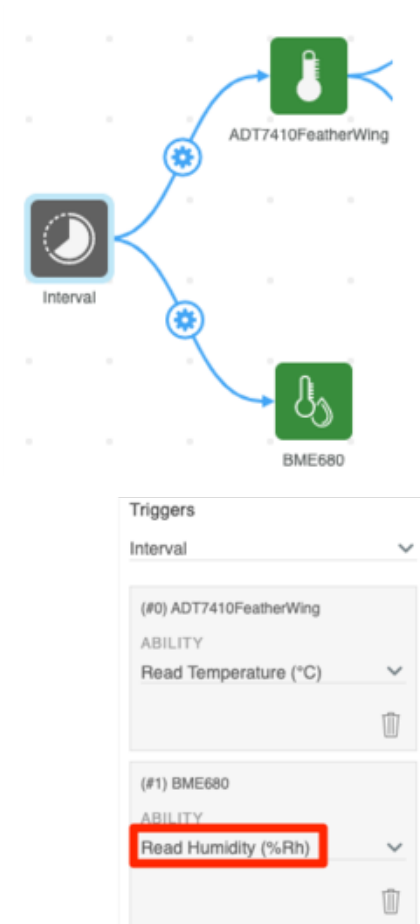 ADT7410FeatherWing
Interval
BME680
Triggers
Interval
(#0) ADT7410FeatherWing
ABILITY
Read Temperature (°C)
(#1) BME680
ABILITY
Read Humidity (%Rh)